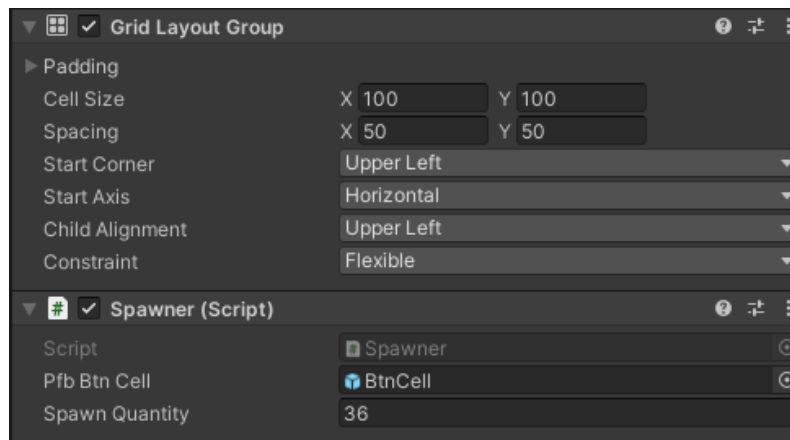 Grid Layout Group
Padding
Cell Size X 100 Y 100
Spacing X 50 Y 50
Start Corner Upper Left
Start Axis Horizontal
Child Alignment Upper Left
Constraint Flexible
# Spawner (Script)
Script # Spawner
Pfb Btn Cell BtnCell
Spawn Quantity 36